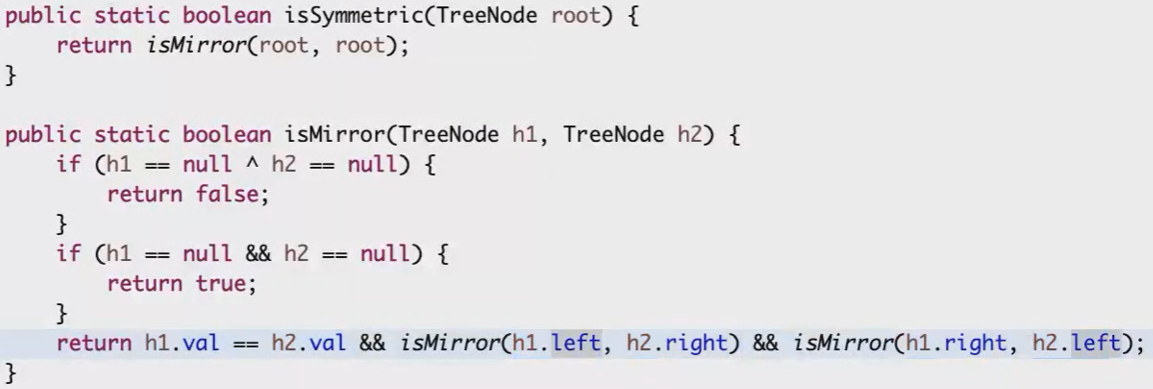 public static boolean isSymmetric(TreeNode root) {
    return isMirror(root, root);
}

public static boolean isMirror(TreeNode h1, TreeNode h2) {
    if (h1 == null ^ h2 == null) {
        return false;
    }
    if (h1 == null && h2 == null) {
        return true;
    }
    return h1.val == h2.val && isMirror(h1.left, h2.right) && isMirror(h1.right, h2.left);
}